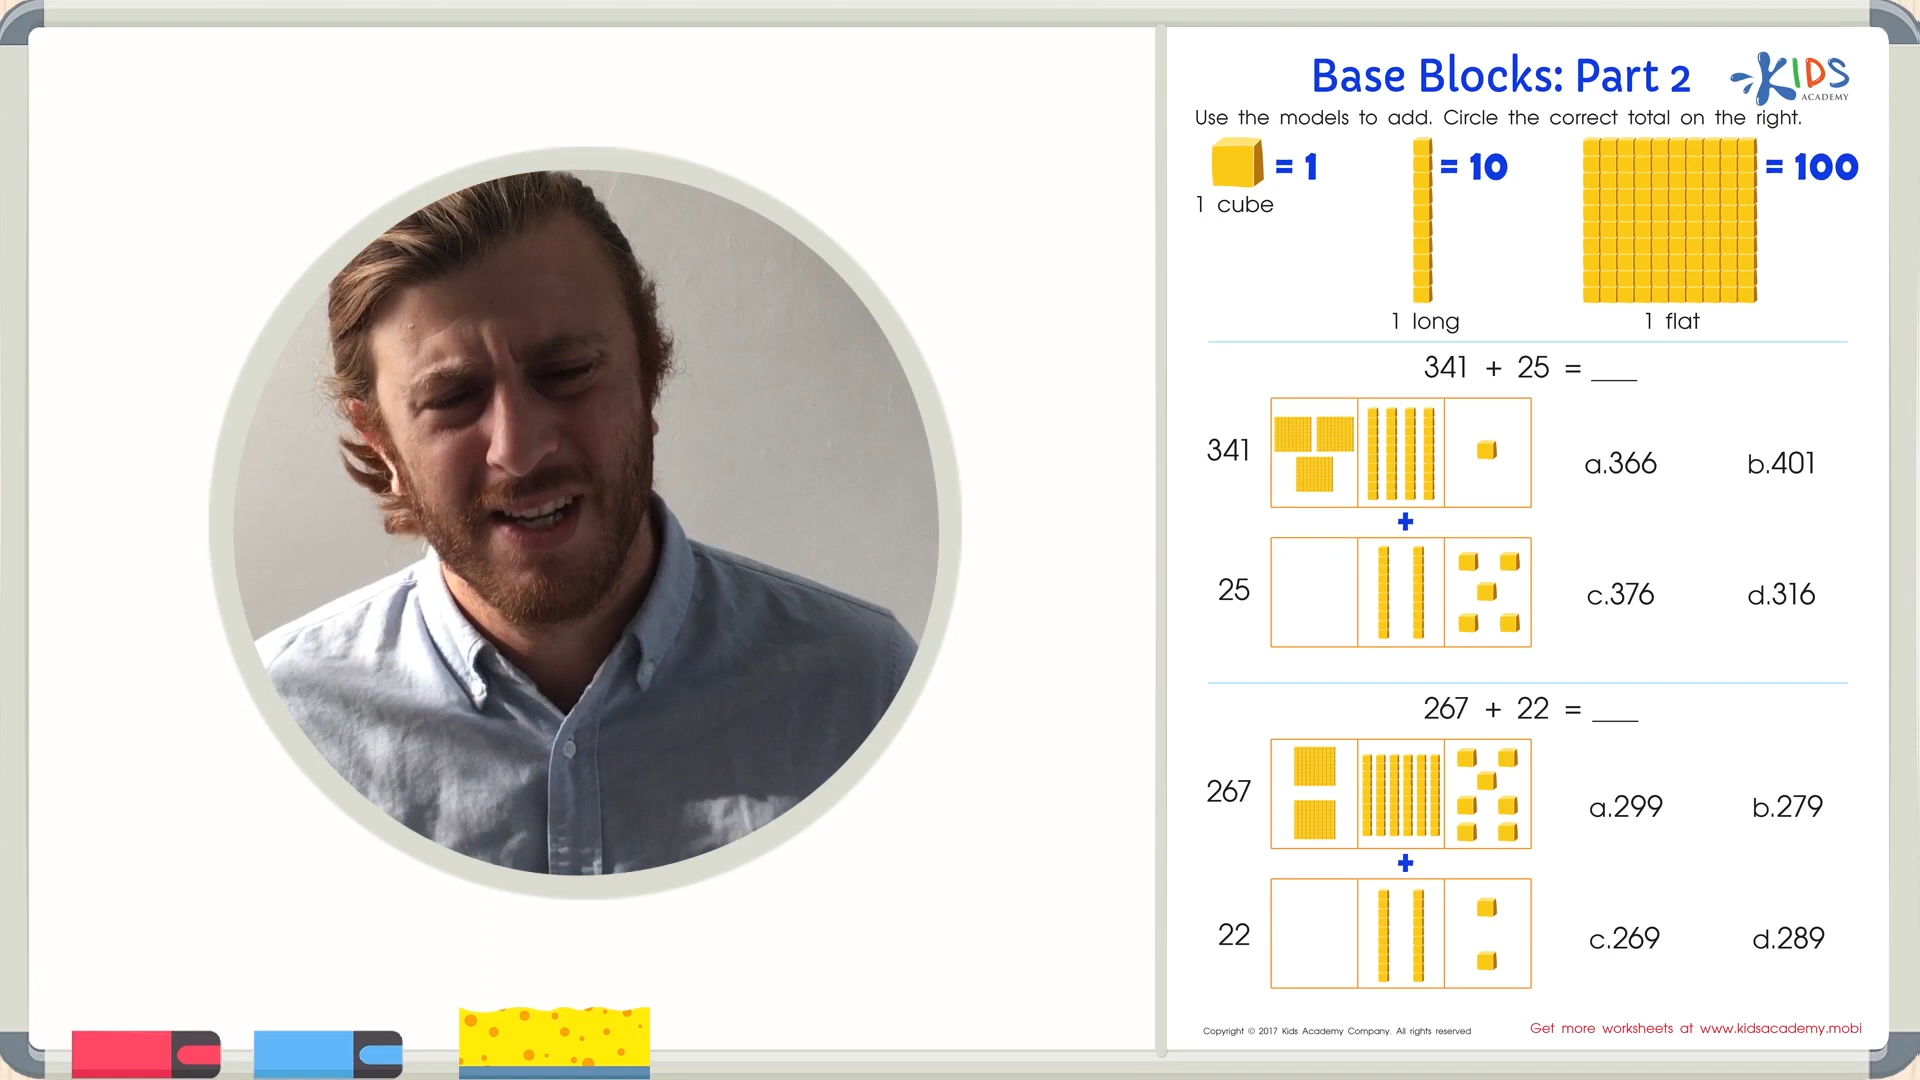 Base Blocks: Part 2
KIDS
ACADEMY
Use the models to add. Circle the correct total on the right.
= 1
= 10
= 100
1 cube
1 long
1 flat
341 + 25 = ___
341
a.366
b.401
+
25
c.376
d.316
267 + 22 = ___
267
a.299
b.279
+
22
c.269
d.289
Copyright © 2017 Kids Academy Company. All rights reserved
Get more worksheets at www.kidsacademy.mobi